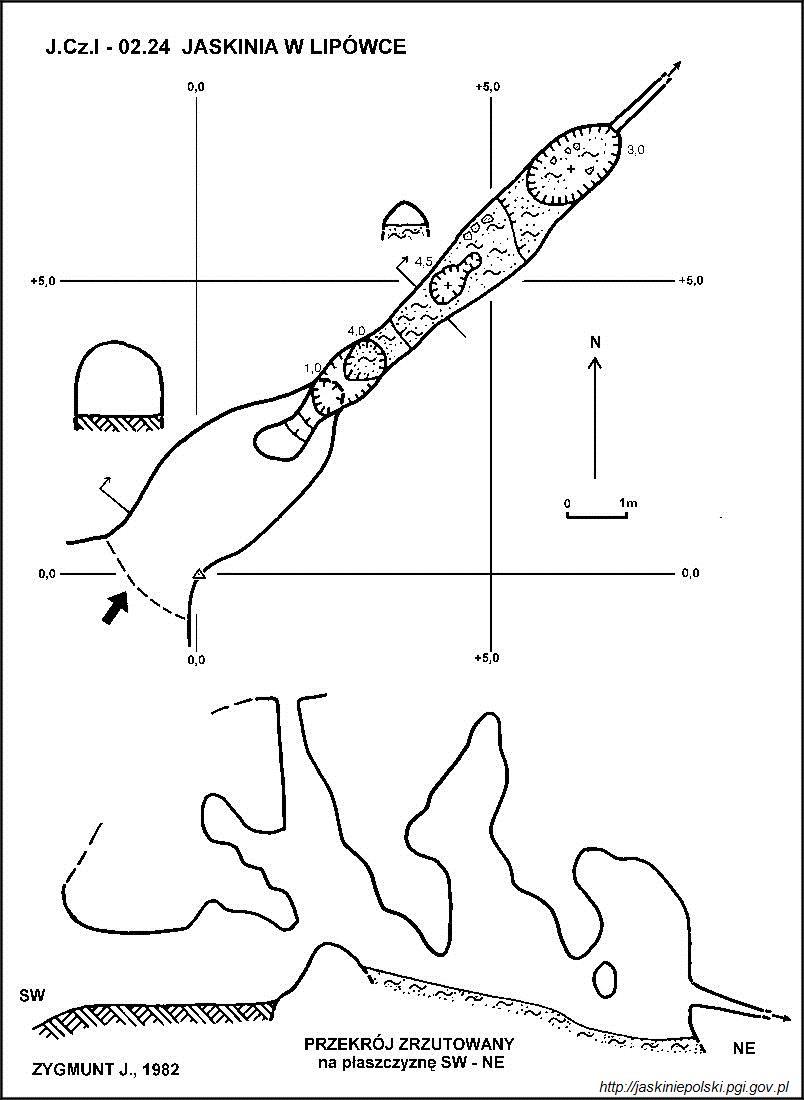 J.Cz.I - 02.24 JASKINIA W LIPÓWCE
0,0
+5,0
3,0
4,5
+5,0
+5,0
4,0
1,0
N
0
1m
0,0
0,0
0,0
+5,0
SW
PRZEKRÓJ ZRZUTOWANY
na płaszczyznę SW - NE
NE
ZYGMUNT J., 1982
http://jaskiniepolski.pgi.gov.pl